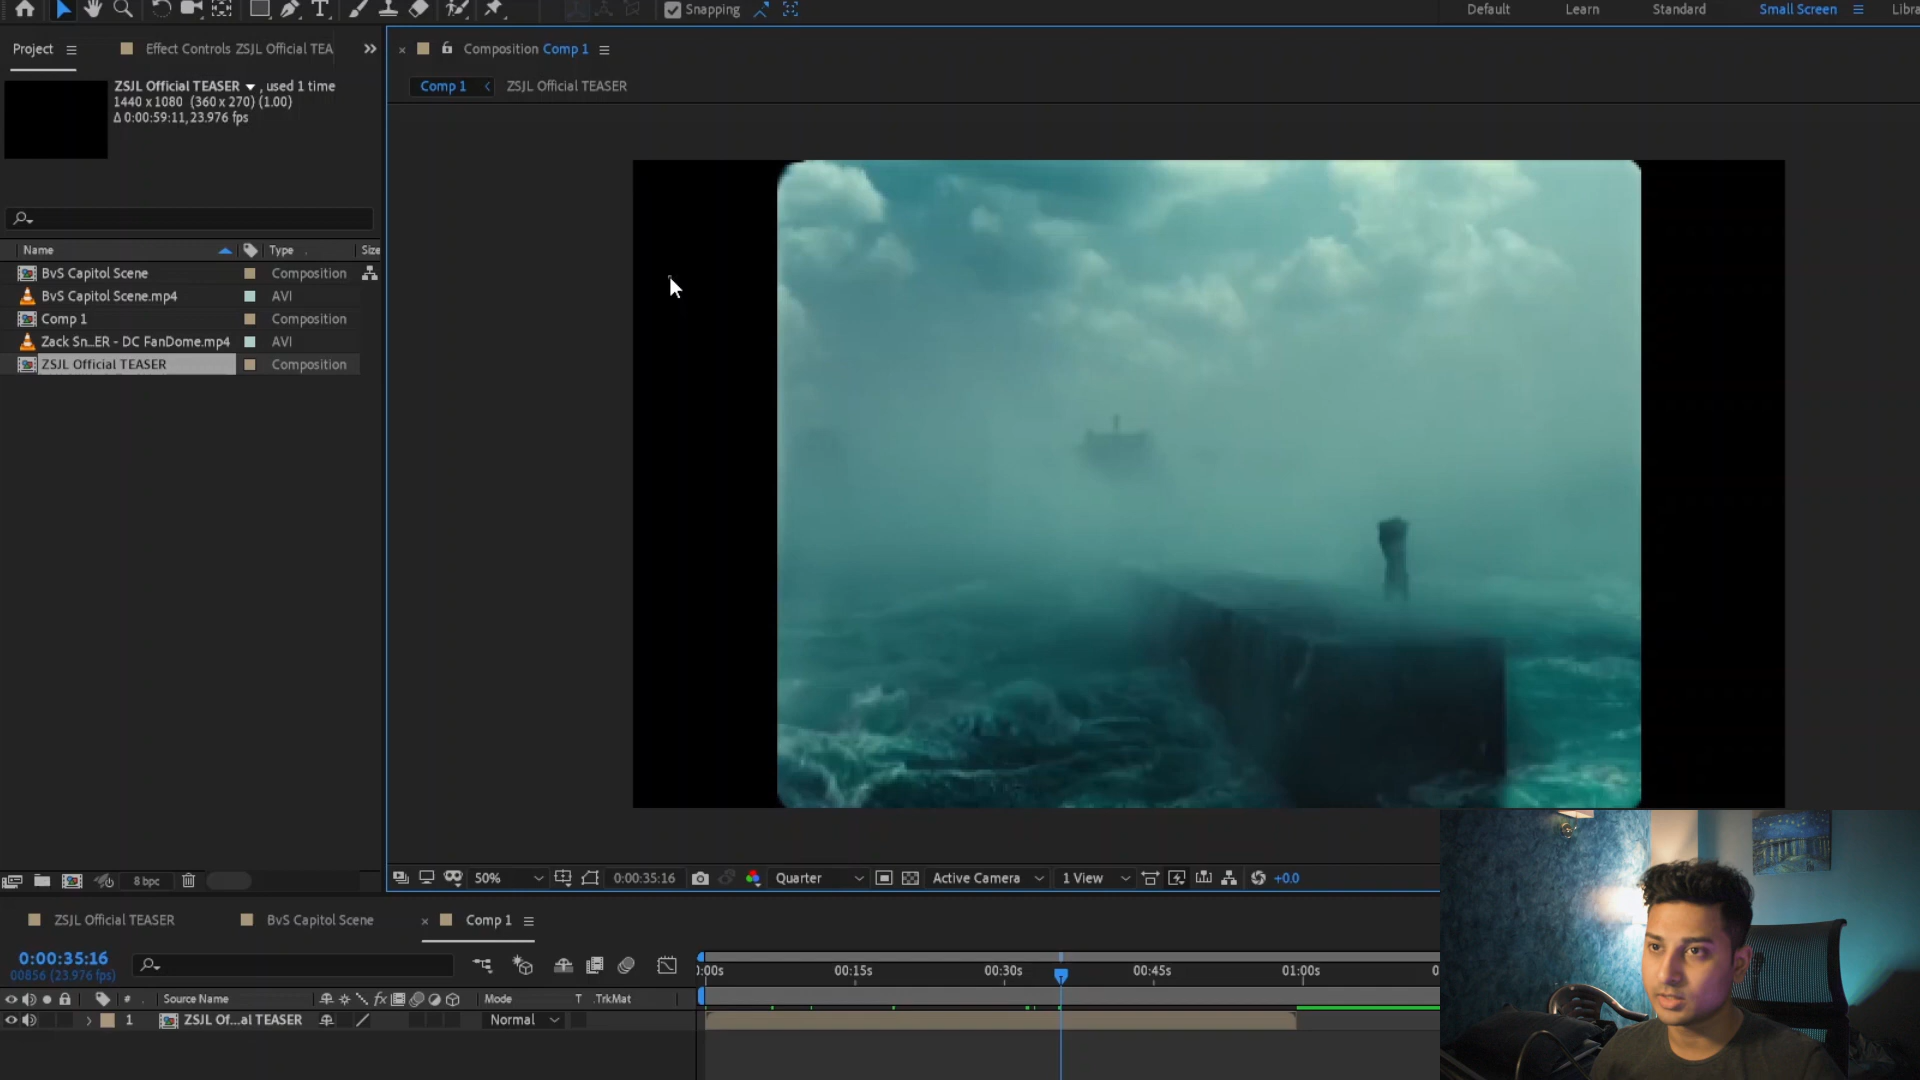 Snapping
Default
Learn
Standard
Small Screen
Libra
Project
Effect Controls ZSJL Official TEA
Composition Comp 1
Comp 1
ZSJL Official TEASER
ZSJL Official TEASER , used 1 time
1440 x 1080 (360 x 270) (1.00)
Δ 0:00:59:11, 23.976 fps
Name
Type
Size
BvS Capitol Scene
Composition
BvS Capitol Scene.mp4
AVI
Comp 1
Composition
Zack Sn...ER - DC FanDome.mp4
AVI
ZSJL Official TEASER
Composition
8 bpc
50%
0:00:35:16
Quarter
Active Camera
1 View
+0.0
ZSJL Official TEASER
BvS Capitol Scene
Comp 1
0:00:35:16
00856 (23.976 fps)
):00s
00:15s
00:30s
00:45s
01:00s
0
#
Source Name
fx
Mode
T
.TrkMat
1
ZSJL Of...al TEASER
Normal